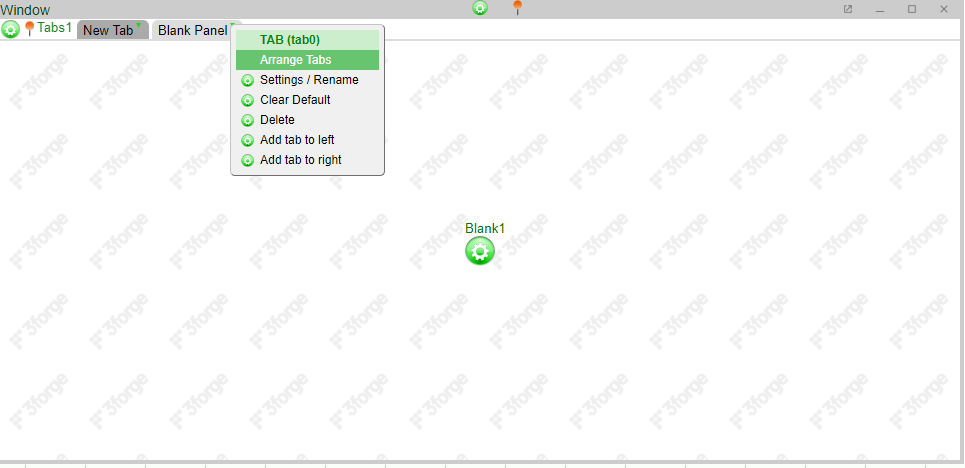 Window
Tabs1
New Tab
Blank Panel
TAB (tab0)
Arrange Tabs
Settings / Rename
Clear Default
Delete
Add tab to left
Add tab to right
Blank1
3forge